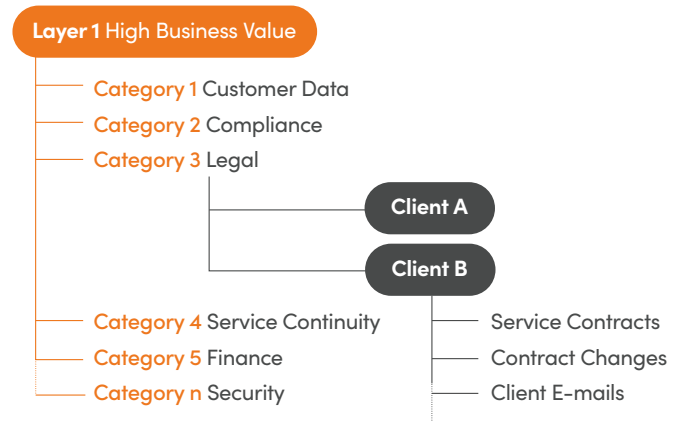 Layer 1 High Business Value
Category 1 Customer Data
Category 2 Compliance
Category 3 Legal
Client A
Client B
Category 4 Service Continuity
Category 5 Finance
Category n Security
Service Contracts
Contract Changes
Client E-mails